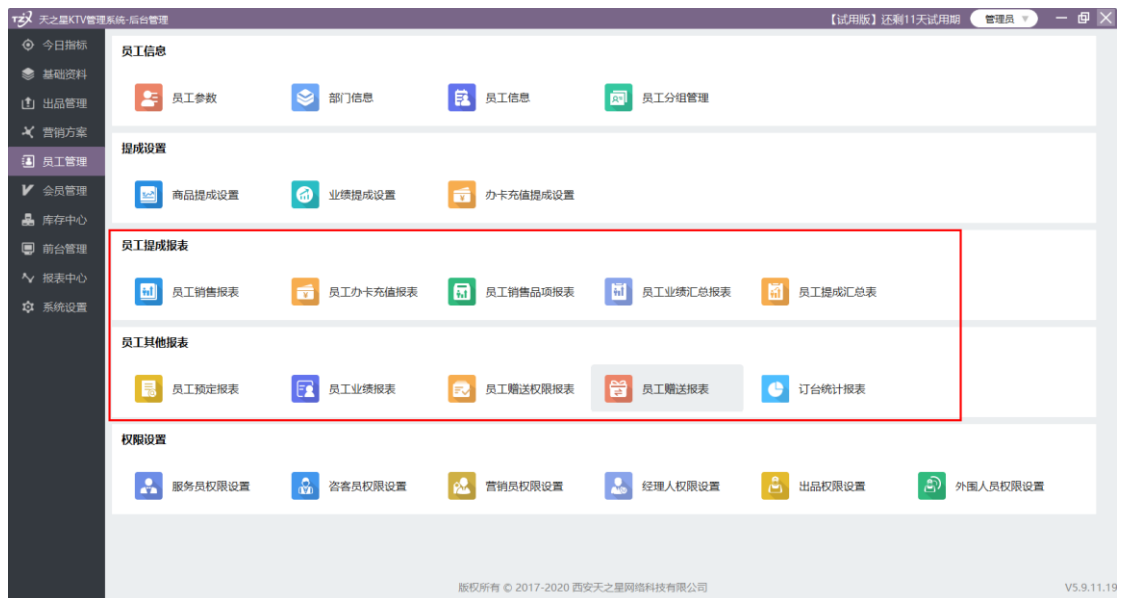 TZX 天之星KTV管理系统-后台管理 【试用版】还剩11天试用期 管理员
今日指标
基础资料
出品管理
营销方案
员工管理
会员管理
库存中心
前台管理
报表中心
系统设置
员工信息
员工参数 部门信息 员工信息 员工分组管理
提成设置
商品提成设置 业绩提成设置 办卡充值提成设置
员工提成报表
员工销售报表 员工办卡充值报表 员工销售品项报表 员工业绩汇总报表 员工提成汇总表
员工其他报表
员工预定报表 员工业绩报表 员工赠送权限报表 员工赠送报表 订台统计报表
权限设置
服务员权限设置 咨客员权限设置 营销员权限设置 经理人权限设置 出品权限设置 外围人员权限设置
版权所有 © 2017-2020 西安天之星网络科技有限公司 V5.9.11.19